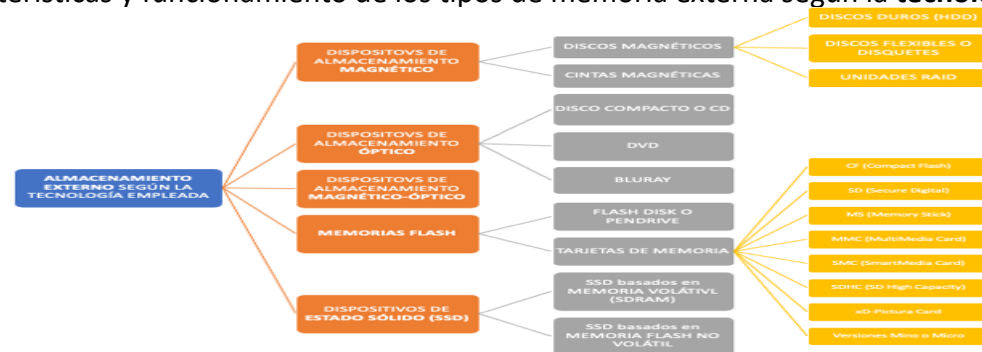 terísticas y funcionamiento de los tipos de memoria externa según la
DISCOS DUROS (HDD)
DISPOSITOVS DE
ALMACENAMIENTO
MAGNÉTICO
DISCOS MAGNÉTICOS
DISCOS FLEXIBLES O
DISQUETES
CINTAS MAGNÉTICAS
UNIDADES RAID
DISCO COMPACTO O CD
DISPOSITOVS DE
ALMACENAMIENTO
ÓPTICO
DVD
BLURAY
ALMACENAMIENTO
EXTERNO SEGÚN LA
TECNOLOGÍA EMPLEADA
DISPOSITOVS DE
ALMACENAMIENTO
MAGNÉTICO-ÓPTICO
MEMORIAS FLASH
FLASH DISK O
PENDRIVE
TARJETAS DE MEMORIA
CF (Compact Flash)
SD (Secure Digital)
MS (Memory Stick)
MMC (MultiMedia Card)
SMC (SmartMedia Card)
SDHC (SD High Capacity)
xD-Pictura Card
Versiones Mino o Micro
DISPOSITIVOS DE
ESTADO SÓLIDO (SSD)
SSD basados en
MEMORIA VOLÁTIVL
(SDRAM)
SSD basados en
MEMORIA FLASH NO
VOLÁTIL